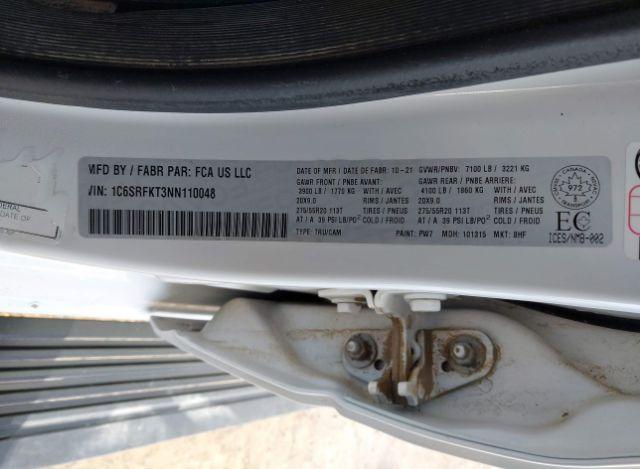 MFD BY / FABR PAR: FCA US LLC
VIN: 1C6SRFKT3NN110048
DATE OF MFR / DATE DE FABR: 10-21 GVWR/PNBV: 7100 LB / 3221 KG
GAWR FRONT / PNBE AVANT: GAWR REAR / PNBE ARRIERE:
3900 LB / 1770 KG WITH / AVEC 4100 LB / 1860 KG WITH / AVEC
20X9.0 RIMS / JANTES 20X9.0 RIMS / JANTES
275/55R20 113T TIRES / PNEUS 275/55R20 113T TIRES / PNEUS
AT / A 39 PSI LB/PO² COLD / FROID AT / A 39 PSI LB/PO² COLD / FROID
TYPE: TRU/CAM PAINT: PW7 MDH: 101315 MKT: BHF
CANADA
972
EC
ICES/NMB-002
FEDERAL